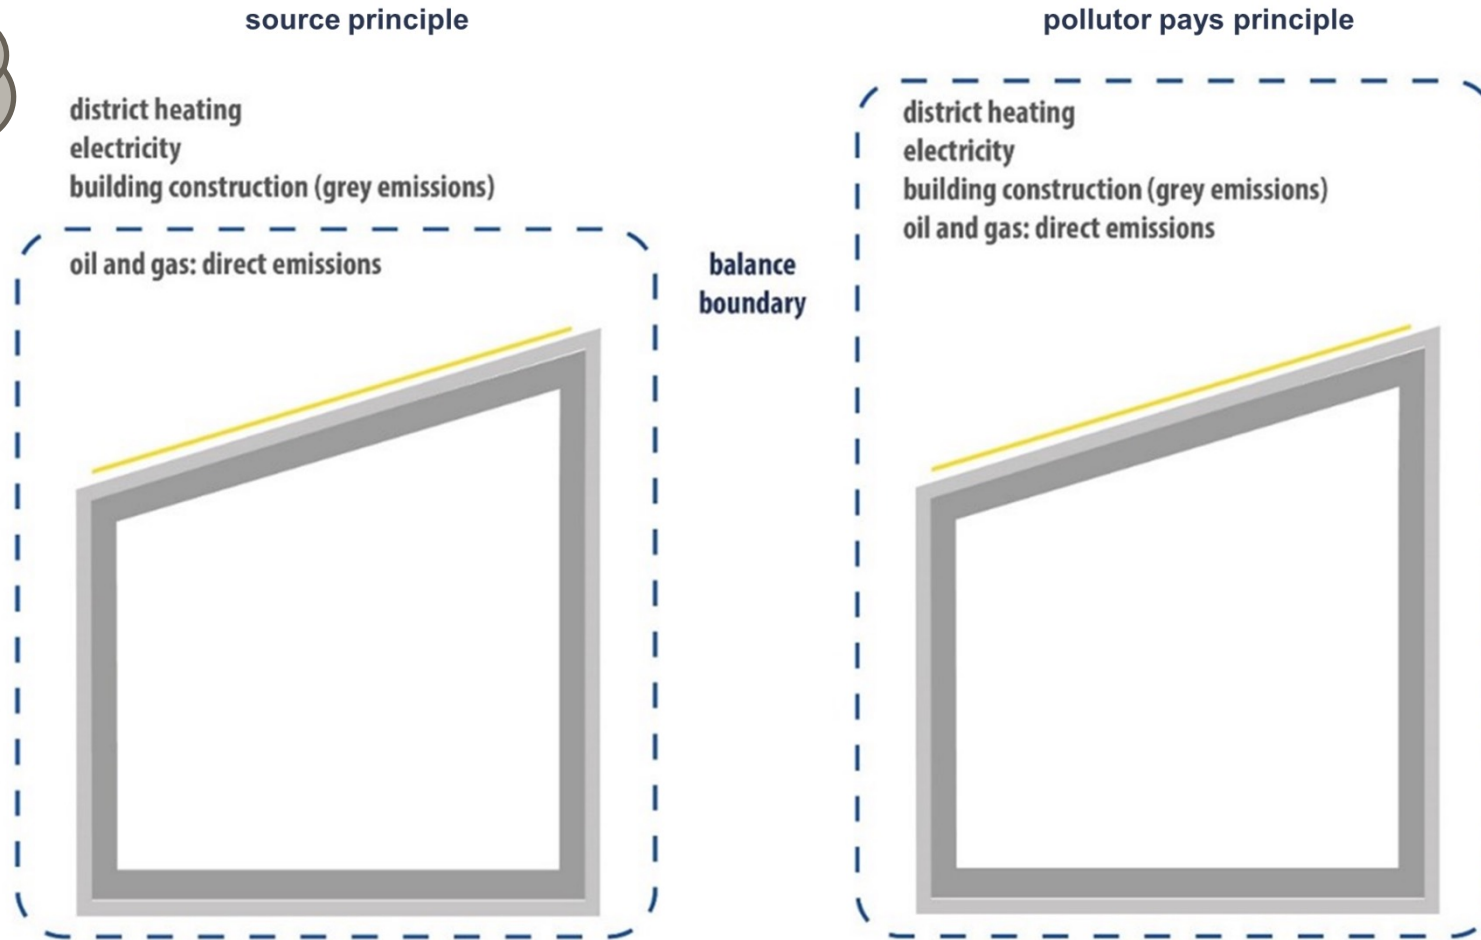 source principle
district heating
electricity
building construction (grey emissions)
oil and gas: direct emissions
balance
boundary
pollutor pays principle
district heating
electricity
building construction (grey emissions)
oil and gas: direct emissions